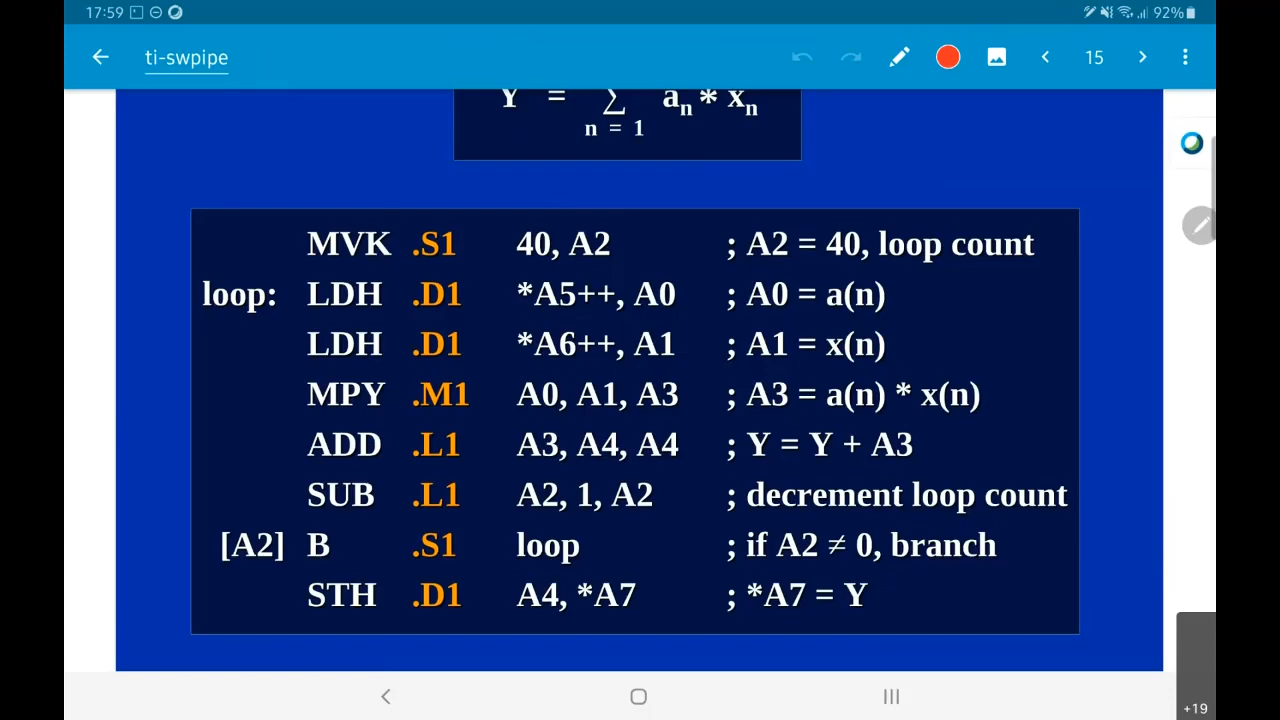 17:59 92%
ti-swpipe 15
Y = ∑ aₙ * xₙ
n = 1
MVK .S1 40, A2 ; A2 = 40, loop count
loop: LDH .D1 *A5++, A0 ; A0 = a(n)
LDH .D1 *A6++, A1 ; A1 = x(n)
MPY .M1 A0, A1, A3 ; A3 = a(n) * x(n)
ADD .L1 A3, A4, A4 ; Y = Y + A3
SUB .L1 A2, 1, A2 ; decrement loop count
[A2] B .S1 loop ; if A2 ≠ 0, branch
STH .D1 A4, *A7 ; *A7 = Y
+19